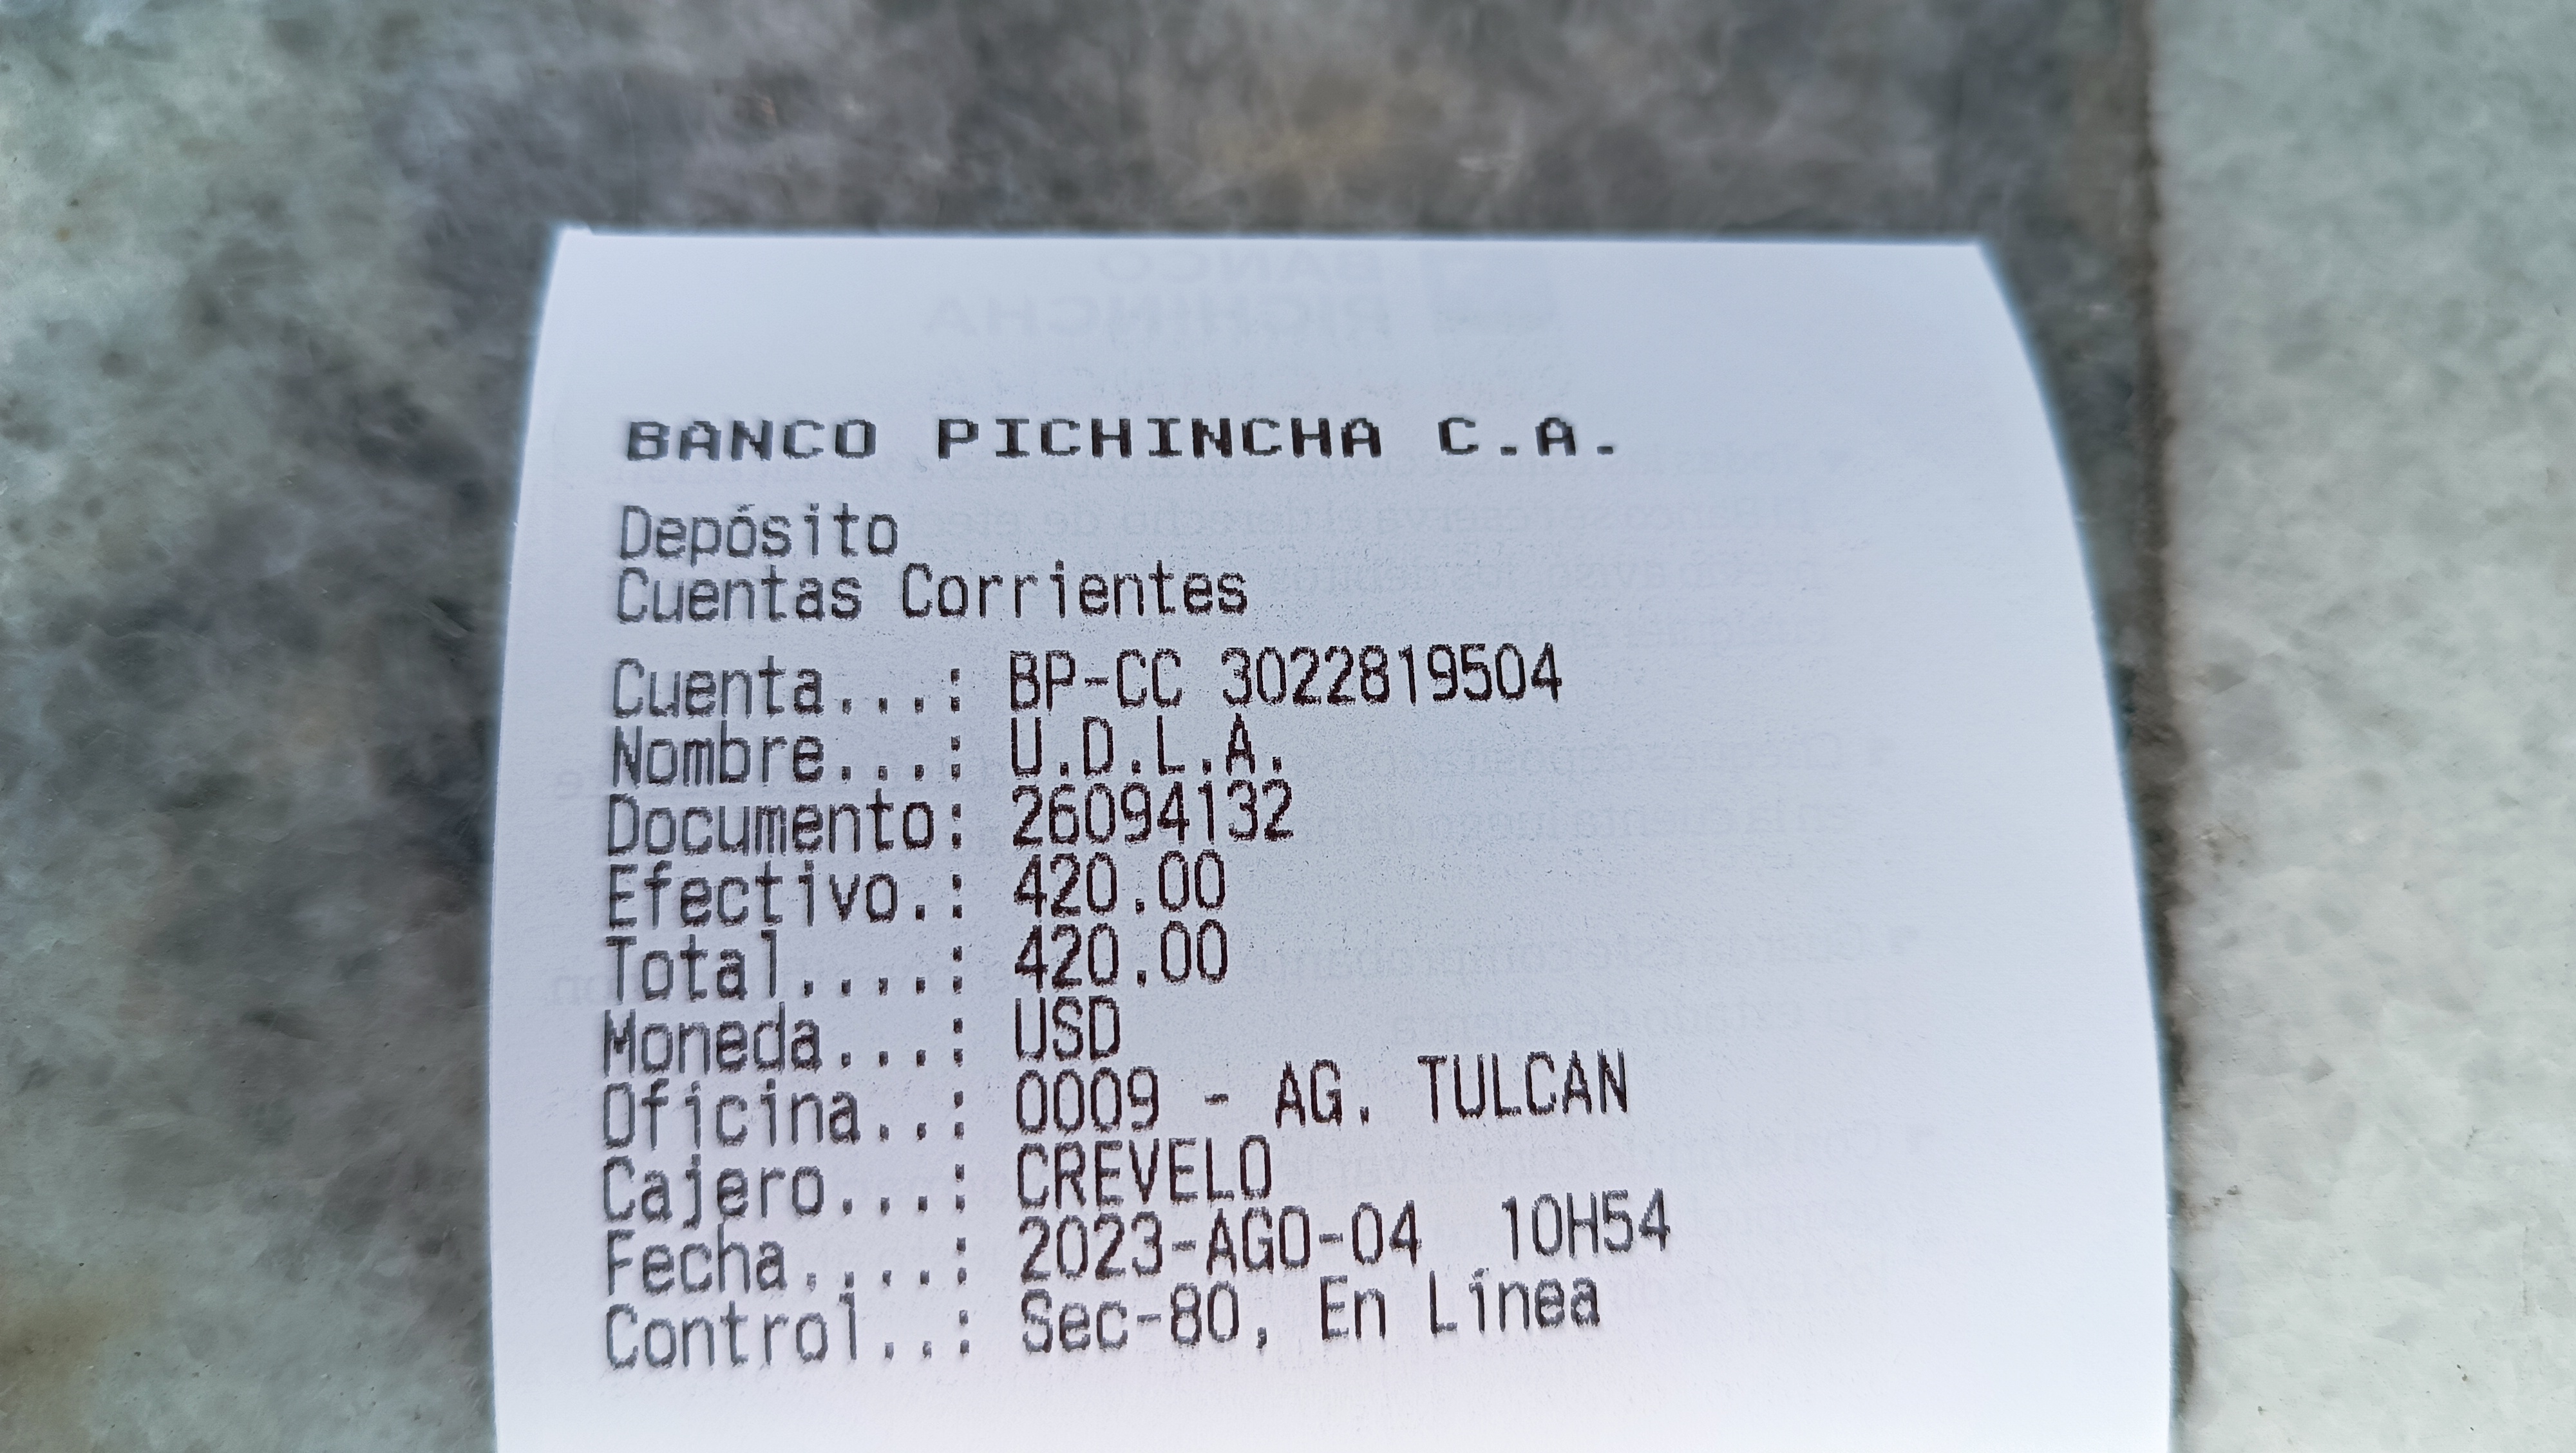 BANCO PICHINCHA C.A.
Depósito
Cuentas Corrientes
Cuenta...: BP-CC 3022819504
Nombre...: U.D.L.A.
Documento: 26094132
Efectivo.: 420.00
Total....: 420.00
Moneda...: USD
Oficina..: 0009 - AG. TULCAN
Cajero...: CREVELO
Fecha....: 2023-AGO-04 10H54
Control..: Sec-80, En Línea